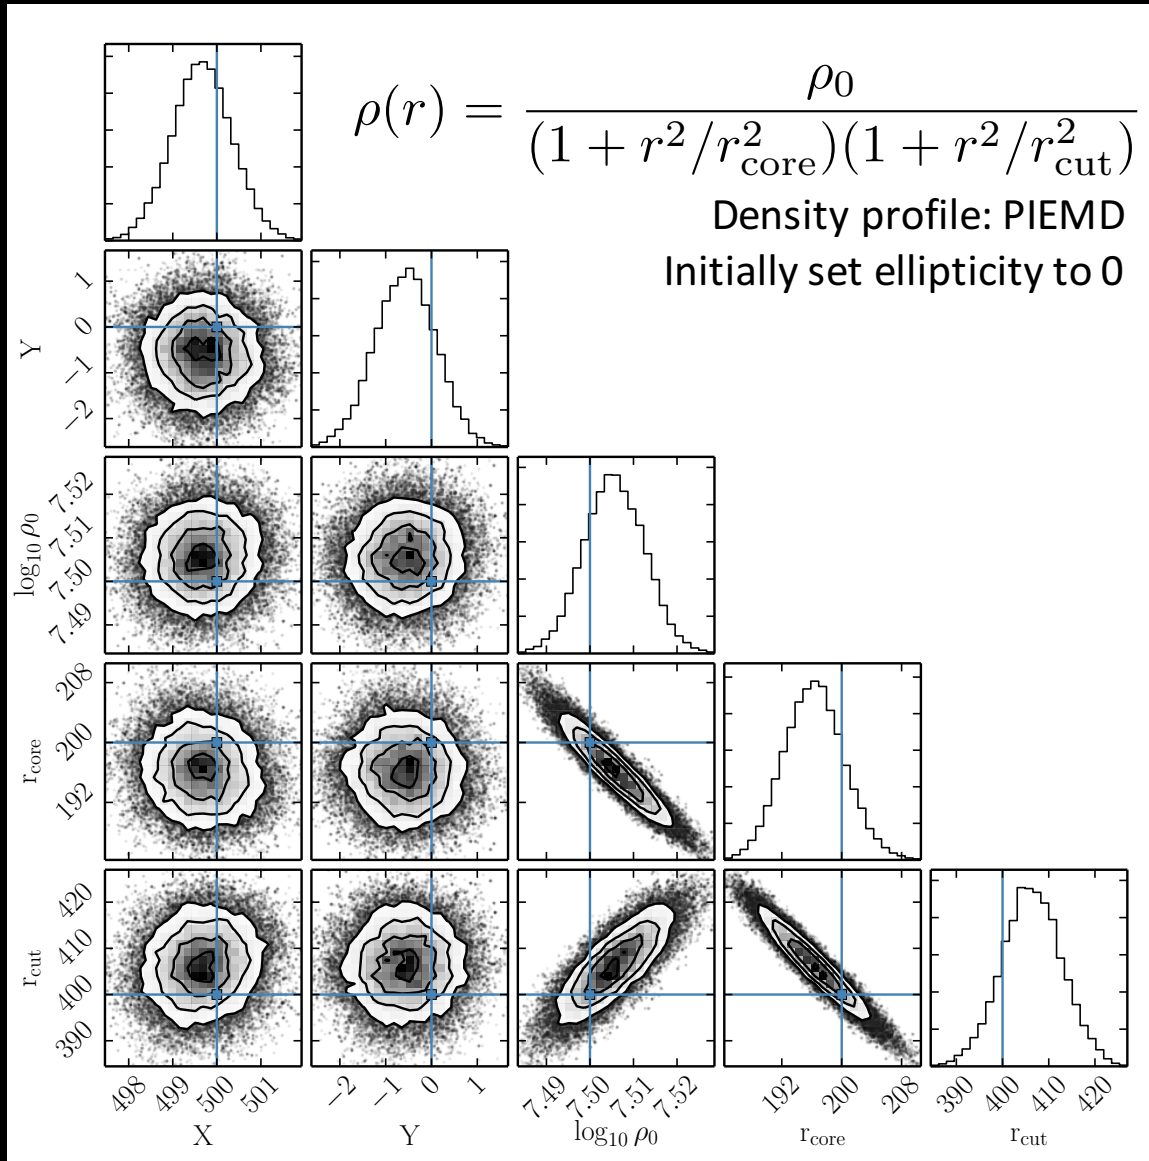 ρ(r) = ρ₀ / (1 + r²/r²core)(1 + r²/r²cut)
Density profile: PIEMD
Initially set ellipticity to 0
Y
1
0
−1
−2
log₁₀ ρ₀
7.52
7.51
7.50
7.49
rcore
208
200
192
rcut
420
410
400
390
498 499 500 501
−2 −1 0 1
7.49 7.50 7.51 7.52
192 200 208
390 400 410 420
X Y log₁₀ ρ₀ rcore rcut